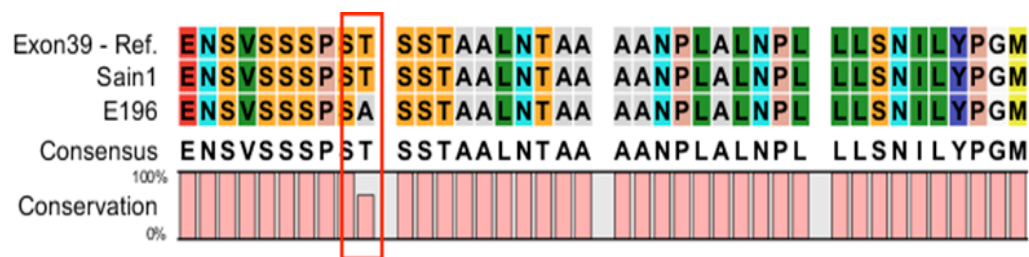 Exon39 - Ref. ENSVSSSPST SSTAALNTAA AANPLALNPL LLSNILYPGM
Sain1 ENSVSSSPST SSTAALNTAA AANPLALNPL LLSNILYPGM
E196 ENSVSSSPSA SSTAALNTAA AANPLALNPL LLSNILYPGM
Consensus ENSVSSSPST SSTAALNTAA AANPLALNPL LLSNILYPGM
100%
Conservation
0%